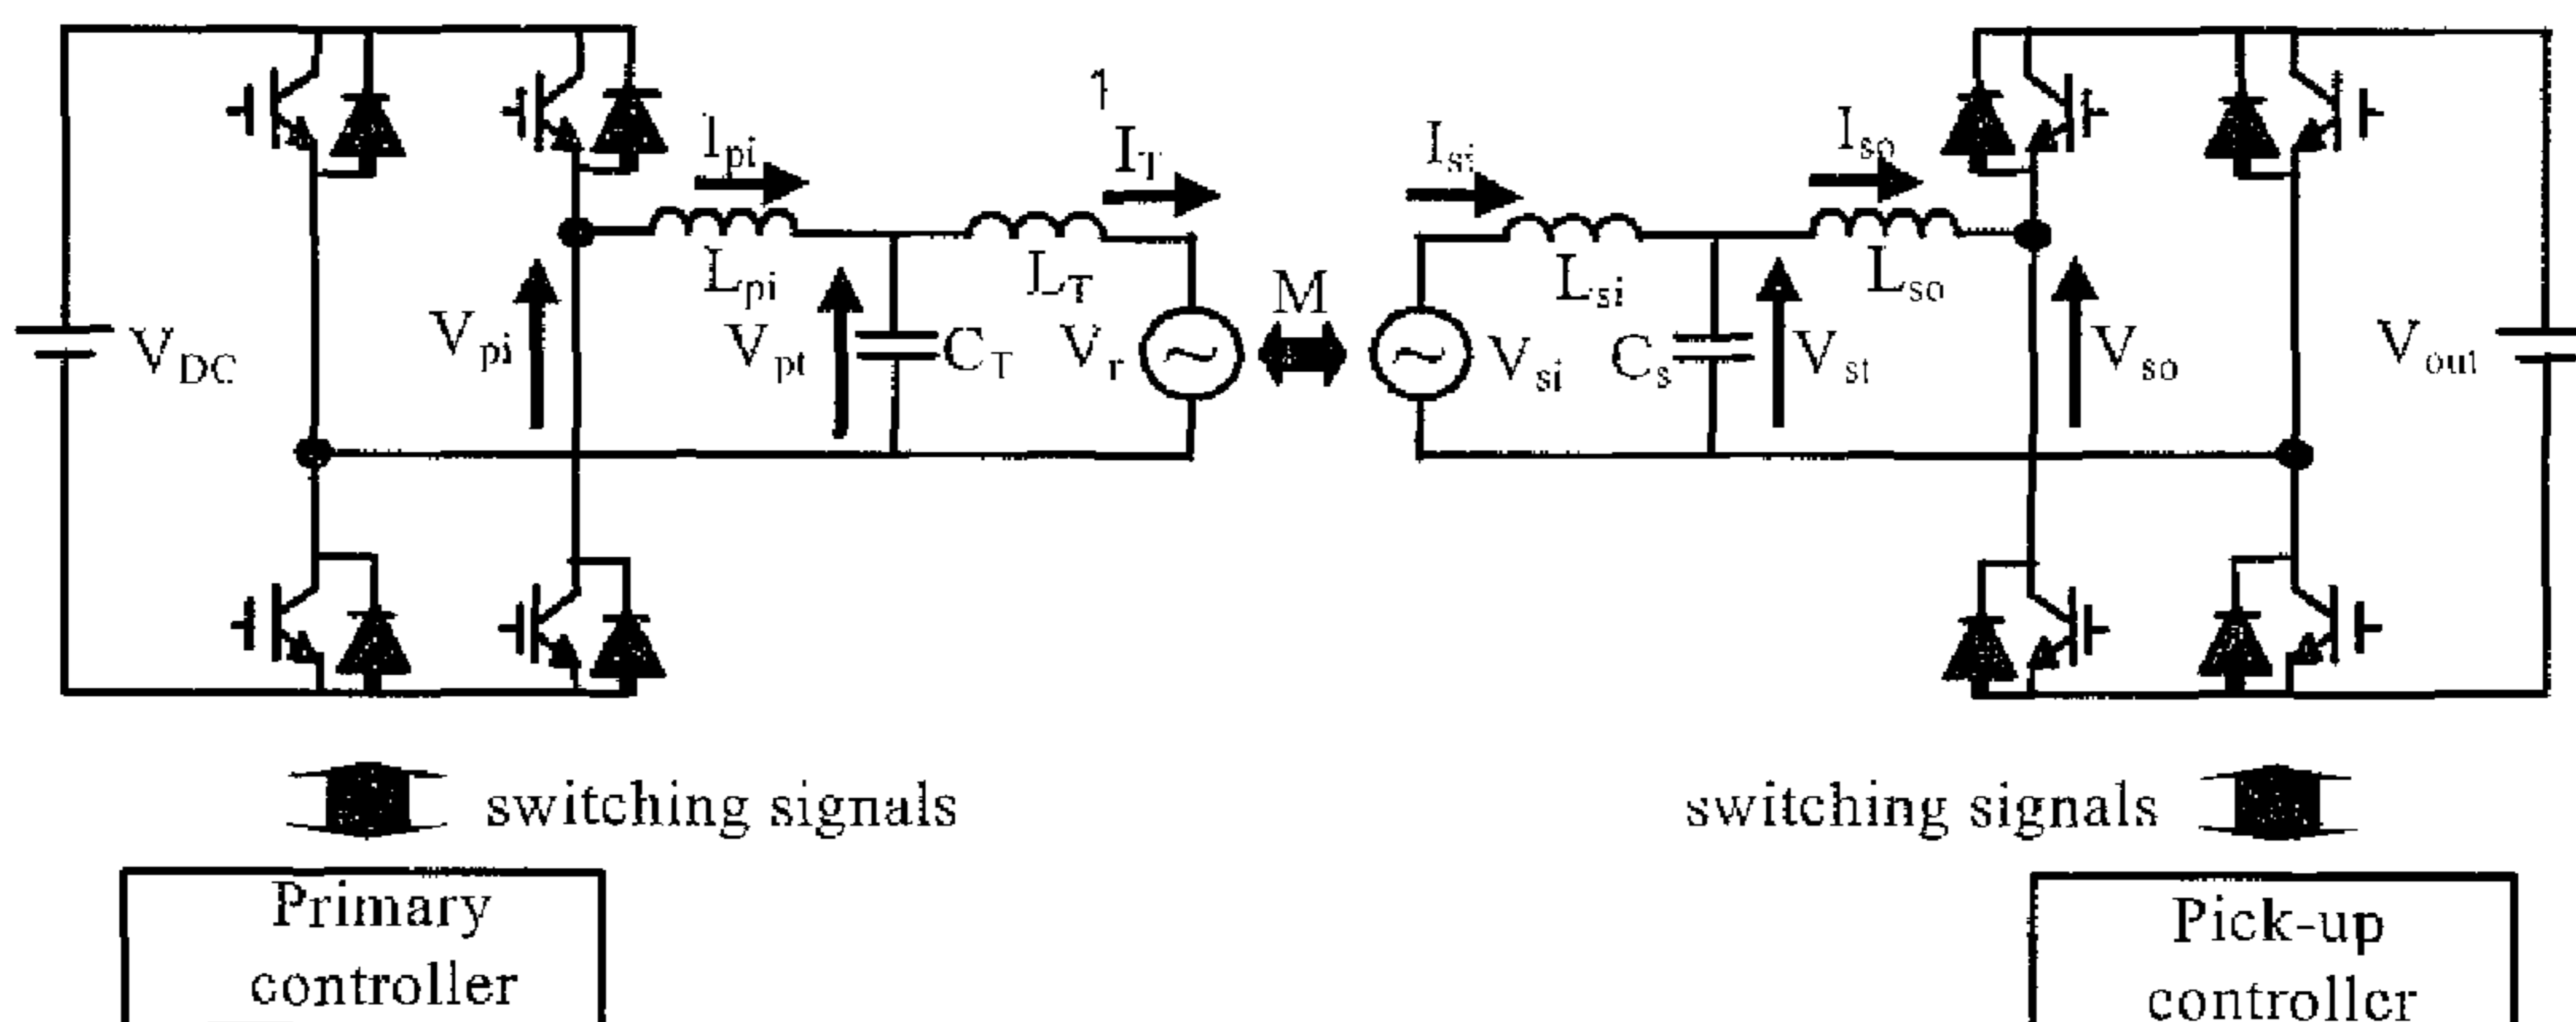 1
I_pi
I_T
I_si
I_so
L_pi
L_T
M
L_si
L_so
V_DC
V_pi
V_pt
C_T
V_r
V_si
C_s
V_st
V_so
V_out
switching signals
switching signals
Primary
controller
Pick-up
controller